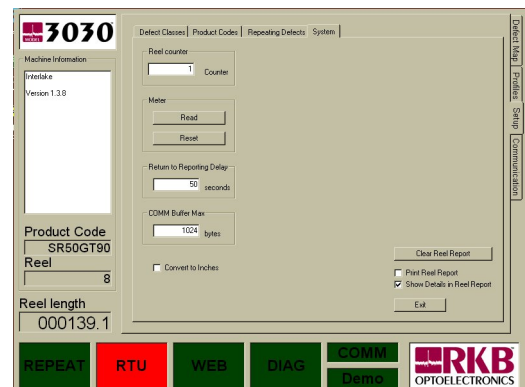 MODEL 3030
Machine Information
Interlake
Version 1.3.8
Product Code
SR50GT90
Reel
8
Reel length
000139.1
Defect Classes Product Codes Repeating Defects System
Reel counter
1 Counter
Meter
Read
Reset
Return to Reporting Delay
50 seconds
COMM Buffer Max
1024 bytes
Convert to Inches
Clear Reel Report
Print Reel Report
Show Details in Reel Report
Exit
Defect Map
Profiles
Setup
Communication
REPEAT
RTU
WEB
DIAG
COMM
Demo
RKB
OPTOELECTRONICS